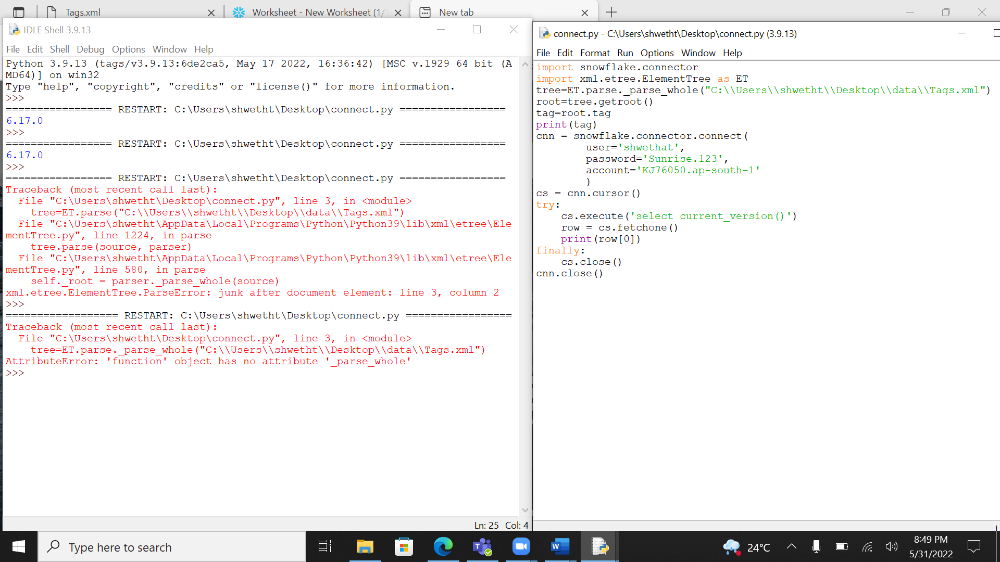 Tags.xml
Worksheet - New Worksheet (1/
New tab
IDLE Shell 3.9.13
File Edit Shell Debug Options Window Help
Python 3.9.13 (tags/v3.9.13:6de2ca5, May 17 2022, 16:36:42) [MSC v.1929 64 bit (A
MD64)] on win32
Type "help", "copyright", "credits" or "license()" for more information.
>>>
================= RESTART: C:\Users\shwetht\Desktop\connect.py =================
6.17.0
>>>
================= RESTART: C:\Users\shwetht\Desktop\connect.py =================
6.17.0
>>>
================= RESTART: C:\Users\shwetht\Desktop\connect.py =================
Traceback (most recent call last):
  File "C:\Users\shwetht\Desktop\connect.py", line 3, in <module>
    tree=ET.parse("C:\\Users\\shwetht\\Desktop\\data\\Tags.xml")
  File "C:\Users\shwetht\AppData\Local\Programs\Python\Python39\lib\xml\etree\Ele
mentTree.py", line 1224, in parse
    tree.parse(source, parser)
  File "C:\Users\shwetht\AppData\Local\Programs\Python\Python39\lib\xml\etree\Ele
mentTree.py", line 580, in parse
    self._root = parser._parse_whole(source)
xml.etree.ElementTree.ParseError: junk after document element: line 3, column 2
>>>
================== RESTART: C:\Users\shwetht\Desktop\connect.py =================
Traceback (most recent call last):
  File "C:\Users\shwetht\Desktop\connect.py", line 3, in <module>
    tree=ET.parse._parse_whole("C:\\Users\\shwetht\\Desktop\\data\\Tags.xml")
AttributeError: 'function' object has no attribute '_parse_whole'
>>>
Ln: 25 Col: 4
connect.py - C:\Users\shwetht\Desktop\connect.py (3.9.13)
File Edit Format Run Options Window Help
import snowflake.connector
import xml.etree.ElementTree as ET
tree=ET.parse._parse_whole("C:\\Users\\shwetht\\Desktop\\data\\Tags.xml")
root=tree.getroot()
tag=root.tag
print(tag)
cnn = snowflake.connector.connect(
        user='shwethat',
        password='Sunrise.123',
        account='KJ76050.ap-south-1'
        )
cs = cnn.cursor()
try:
    cs.execute('select current_version()')
    row = cs.fetchone()
    print(row[0])
finally:
    cs.close()
cnn.close()
Type here to search
24°C
8:49 PM
5/31/2022